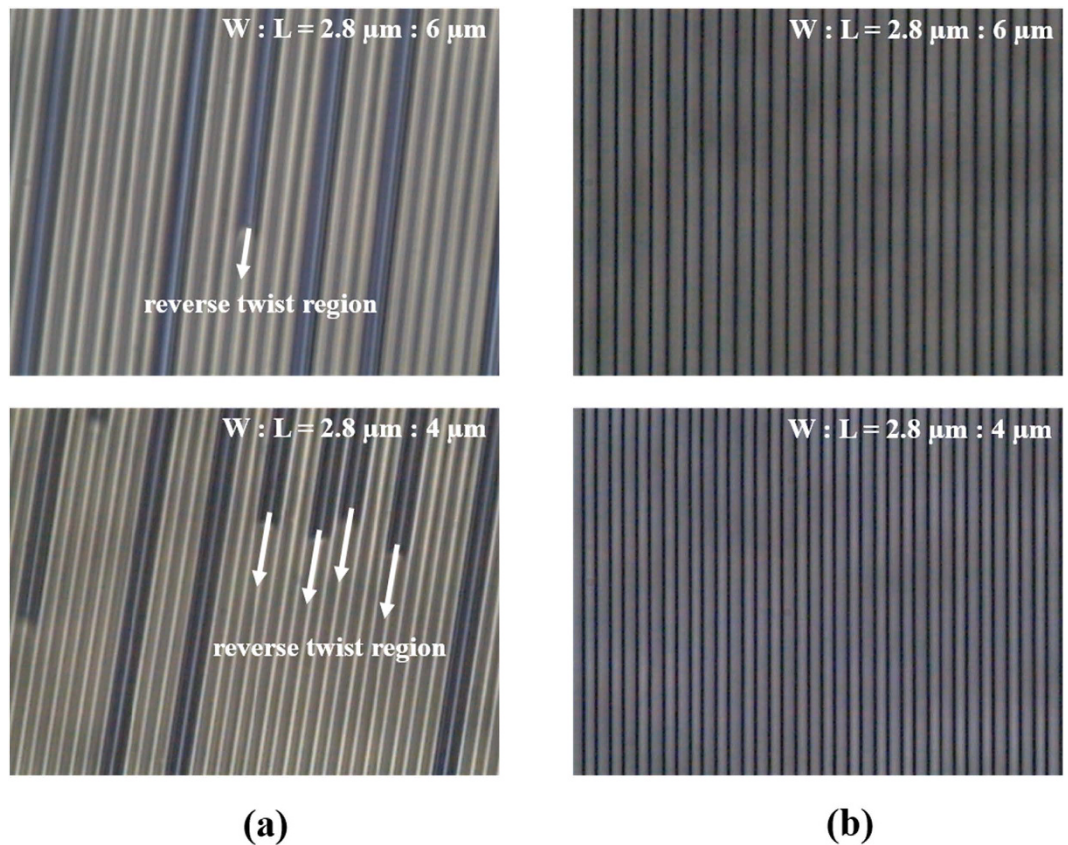 W : L = 2.8 μm : 6 μm
reverse twist region
W : L = 2.8 μm : 6 μm
W : L = 2.8 μm : 4 μm
reverse twist region
W : L = 2.8 μm : 4 μm
(a)
(b)